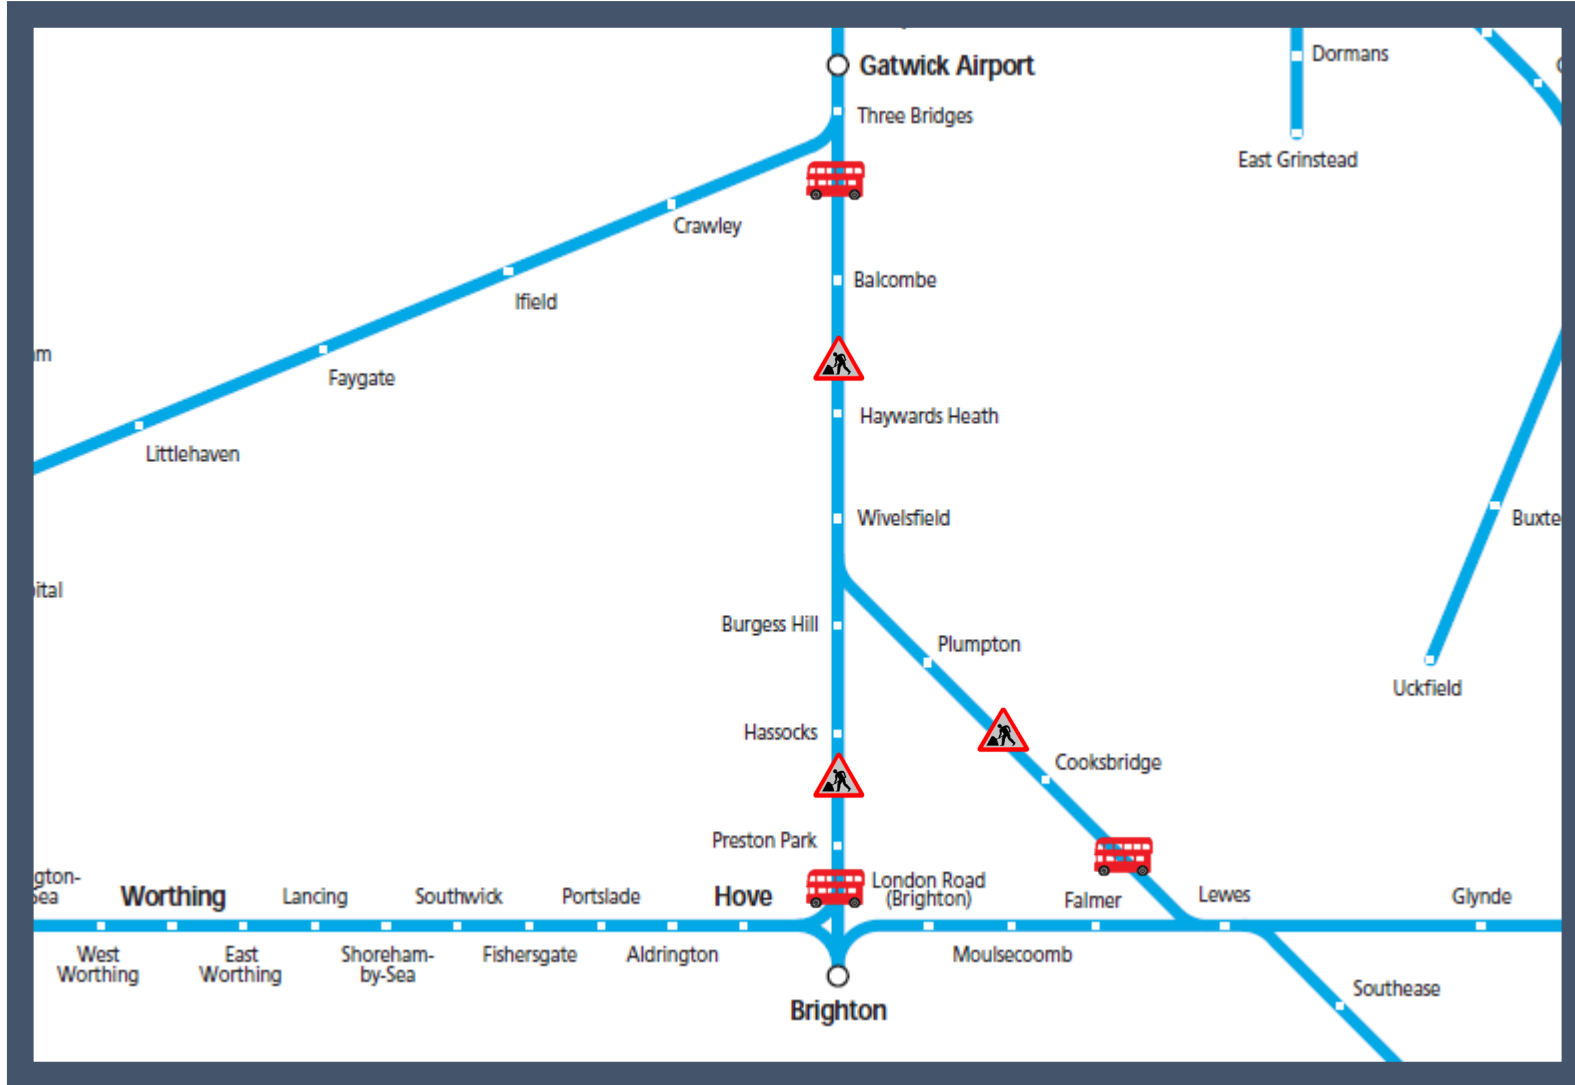 Gatwick Airport
Dormans
Three Bridges
East Grinstead
Crawley
Balcombe
Ifield
Faygate
Haywards Heath
Littlehaven
Wivelsfield
Buxte
Burgess Hill
Plumpton
Uckfield
Hassocks
Cooksbridge
Preston Park
London Road
(Brighton)
Worthing
Lancing
Southwick
Portslade
Hove
Falmer
Lewes
Glynde
West
Worthing
East
Worthing
Shoreham-
by-Sea
Fishersgate
Aldrington
Moulsecoomb
Southease
Brighton